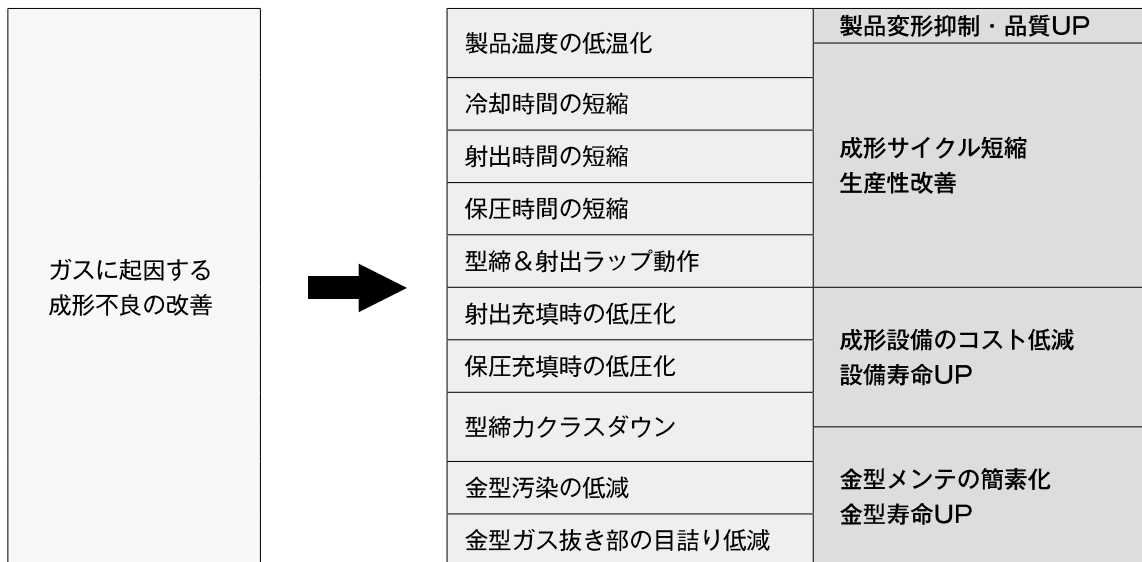 ガスに起因する
成形不良の改善
製品温度の低温化
冷却時間の短縮
射出時間の短縮
保圧時間の短縮
型締＆射出ラップ動作
射出充填時の低圧化
保圧充填時の低圧化
型締力クラスダウン
金型汚染の低減
金型ガス抜き部の目詰り低減
製品変形抑制・品質UP
成形サイクル短縮
生産性改善
成形設備のコスト低減
設備寿命UP
金型メンテの簡素化
金型寿命UP